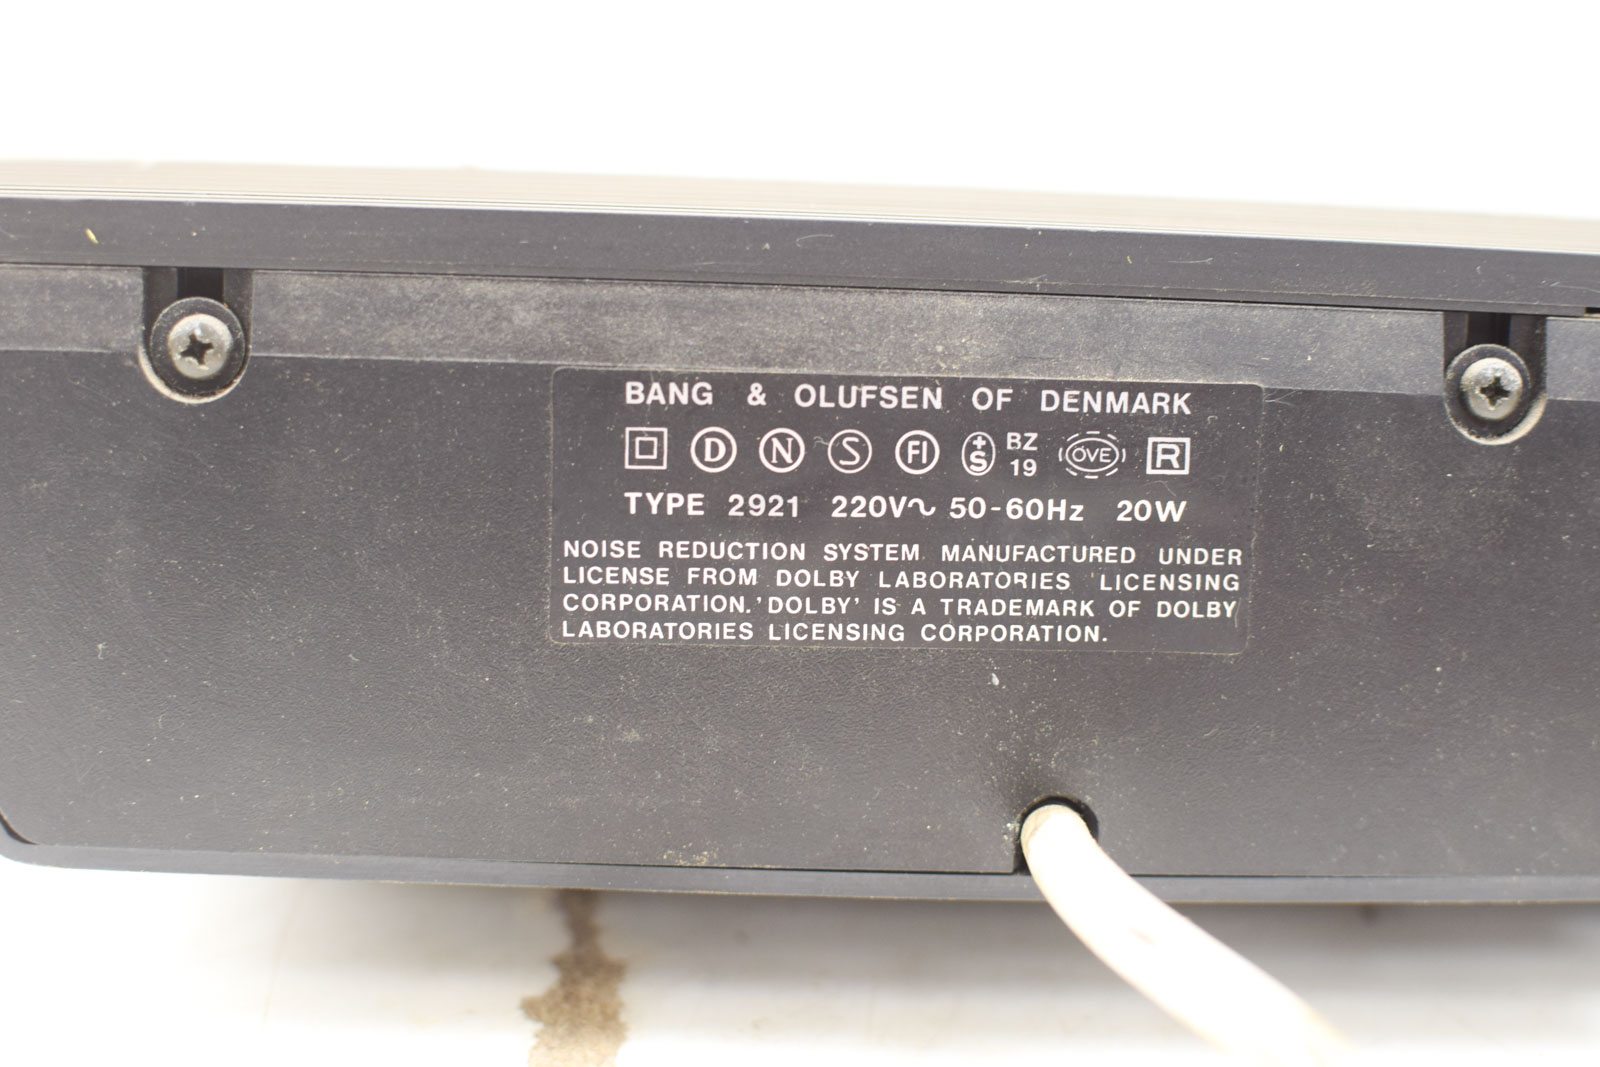 BANG & OLUFSEN OF DENMARK
D N S FI +S BZ 19 ÖVE R
TYPE 2921 220V~ 50-60Hz 20W
NOISE REDUCTION SYSTEM MANUFACTURED UNDER
LICENSE FROM DOLBY LABORATORIES LICENSING
CORPORATION. 'DOLBY' IS A TRADEMARK OF DOLBY
LABORATORIES LICENSING CORPORATION.